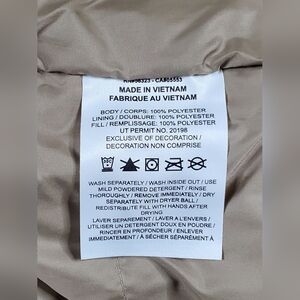 MADE IN VIETNAM
FABRIQUE AU VIETNAM
BODY / CORPS: 100% POLYESTER
LINING / DOUBLURE: 100% POLYESTER
FILL / REMPLISSAGE: 100% POLYESTER
UT PERMIT NO. 20198
EXCLUSIVE OF DECORATION /
DECORATION NON COMPRISE
WASH SEPARATELY / WASH INSIDE OUT / USE
MILD POWDERED DETERGENT / RINSE
THOROUGHLY / REMOVE IMMEDIATELY / DRY
SEPARATELY WITH DRYER BALL /
REDISTRIBUTE FILL WITH HANDS AFTER
DRYING
LAVER SEPAREMENT / LAVER A L'ENVERS /
UTILISER UN DETERGENT DOUX EN POUDRE /
RINCER EN PROFONDEUR / ENLEVER
IMMEDIATEMENT / À SÉCHER SÉPARÉMENT À